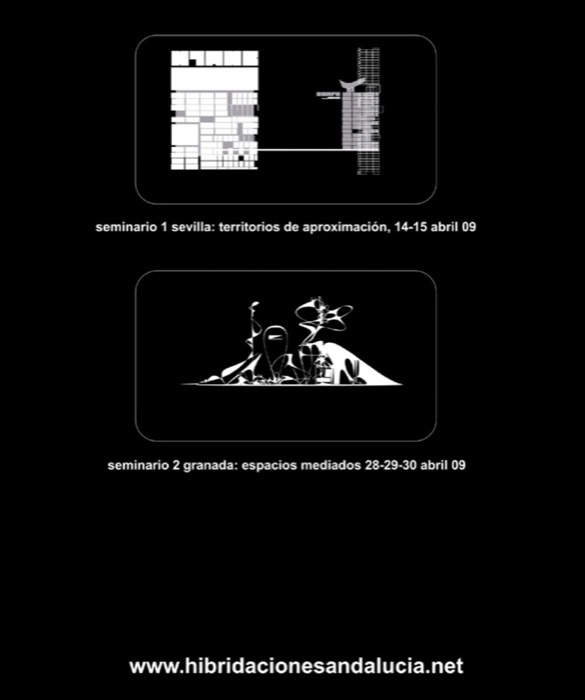 seminario 1 sevilla: territorios de aproximación, 14-15 abril 09
seminario 2 granada: espacios mediados 28-29-30 abril 09
www.hibridacionesandalucia.net